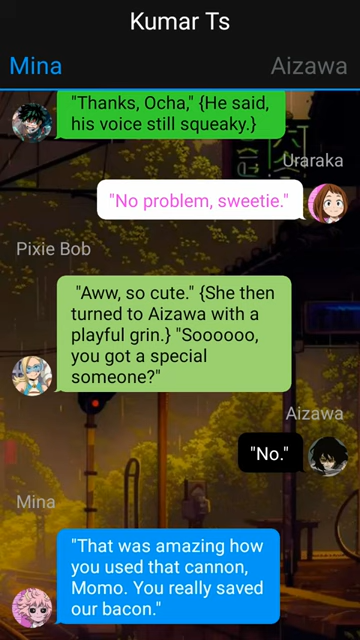 Kumar Ts
Mina
Aizawa
"Thanks, Ocha," {He said,
his voice still squeaky.}
Uraraka
"No problem, sweetie."
Pixie Bob
"Aww, so cute." {She then
turned to Aizawa with a
playful grin.} "Soooooo,
you got a special
someone?"
Aizawa
"No."
Mina
"That was amazing how
you used that cannon,
Momo. You really saved
our bacon."